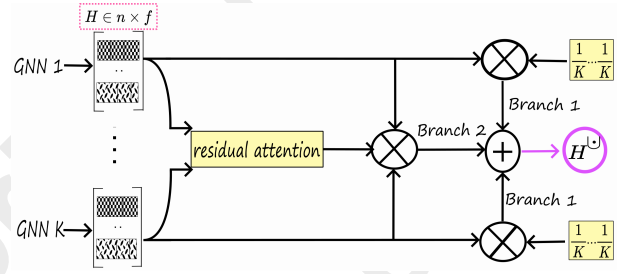 H ∈ n × f
GNN 1
1/K ... 1/K
Branch 1
residual attention
Branch 2
+
H^⊍
Branch 1
GNN K
1/K ... 1/K